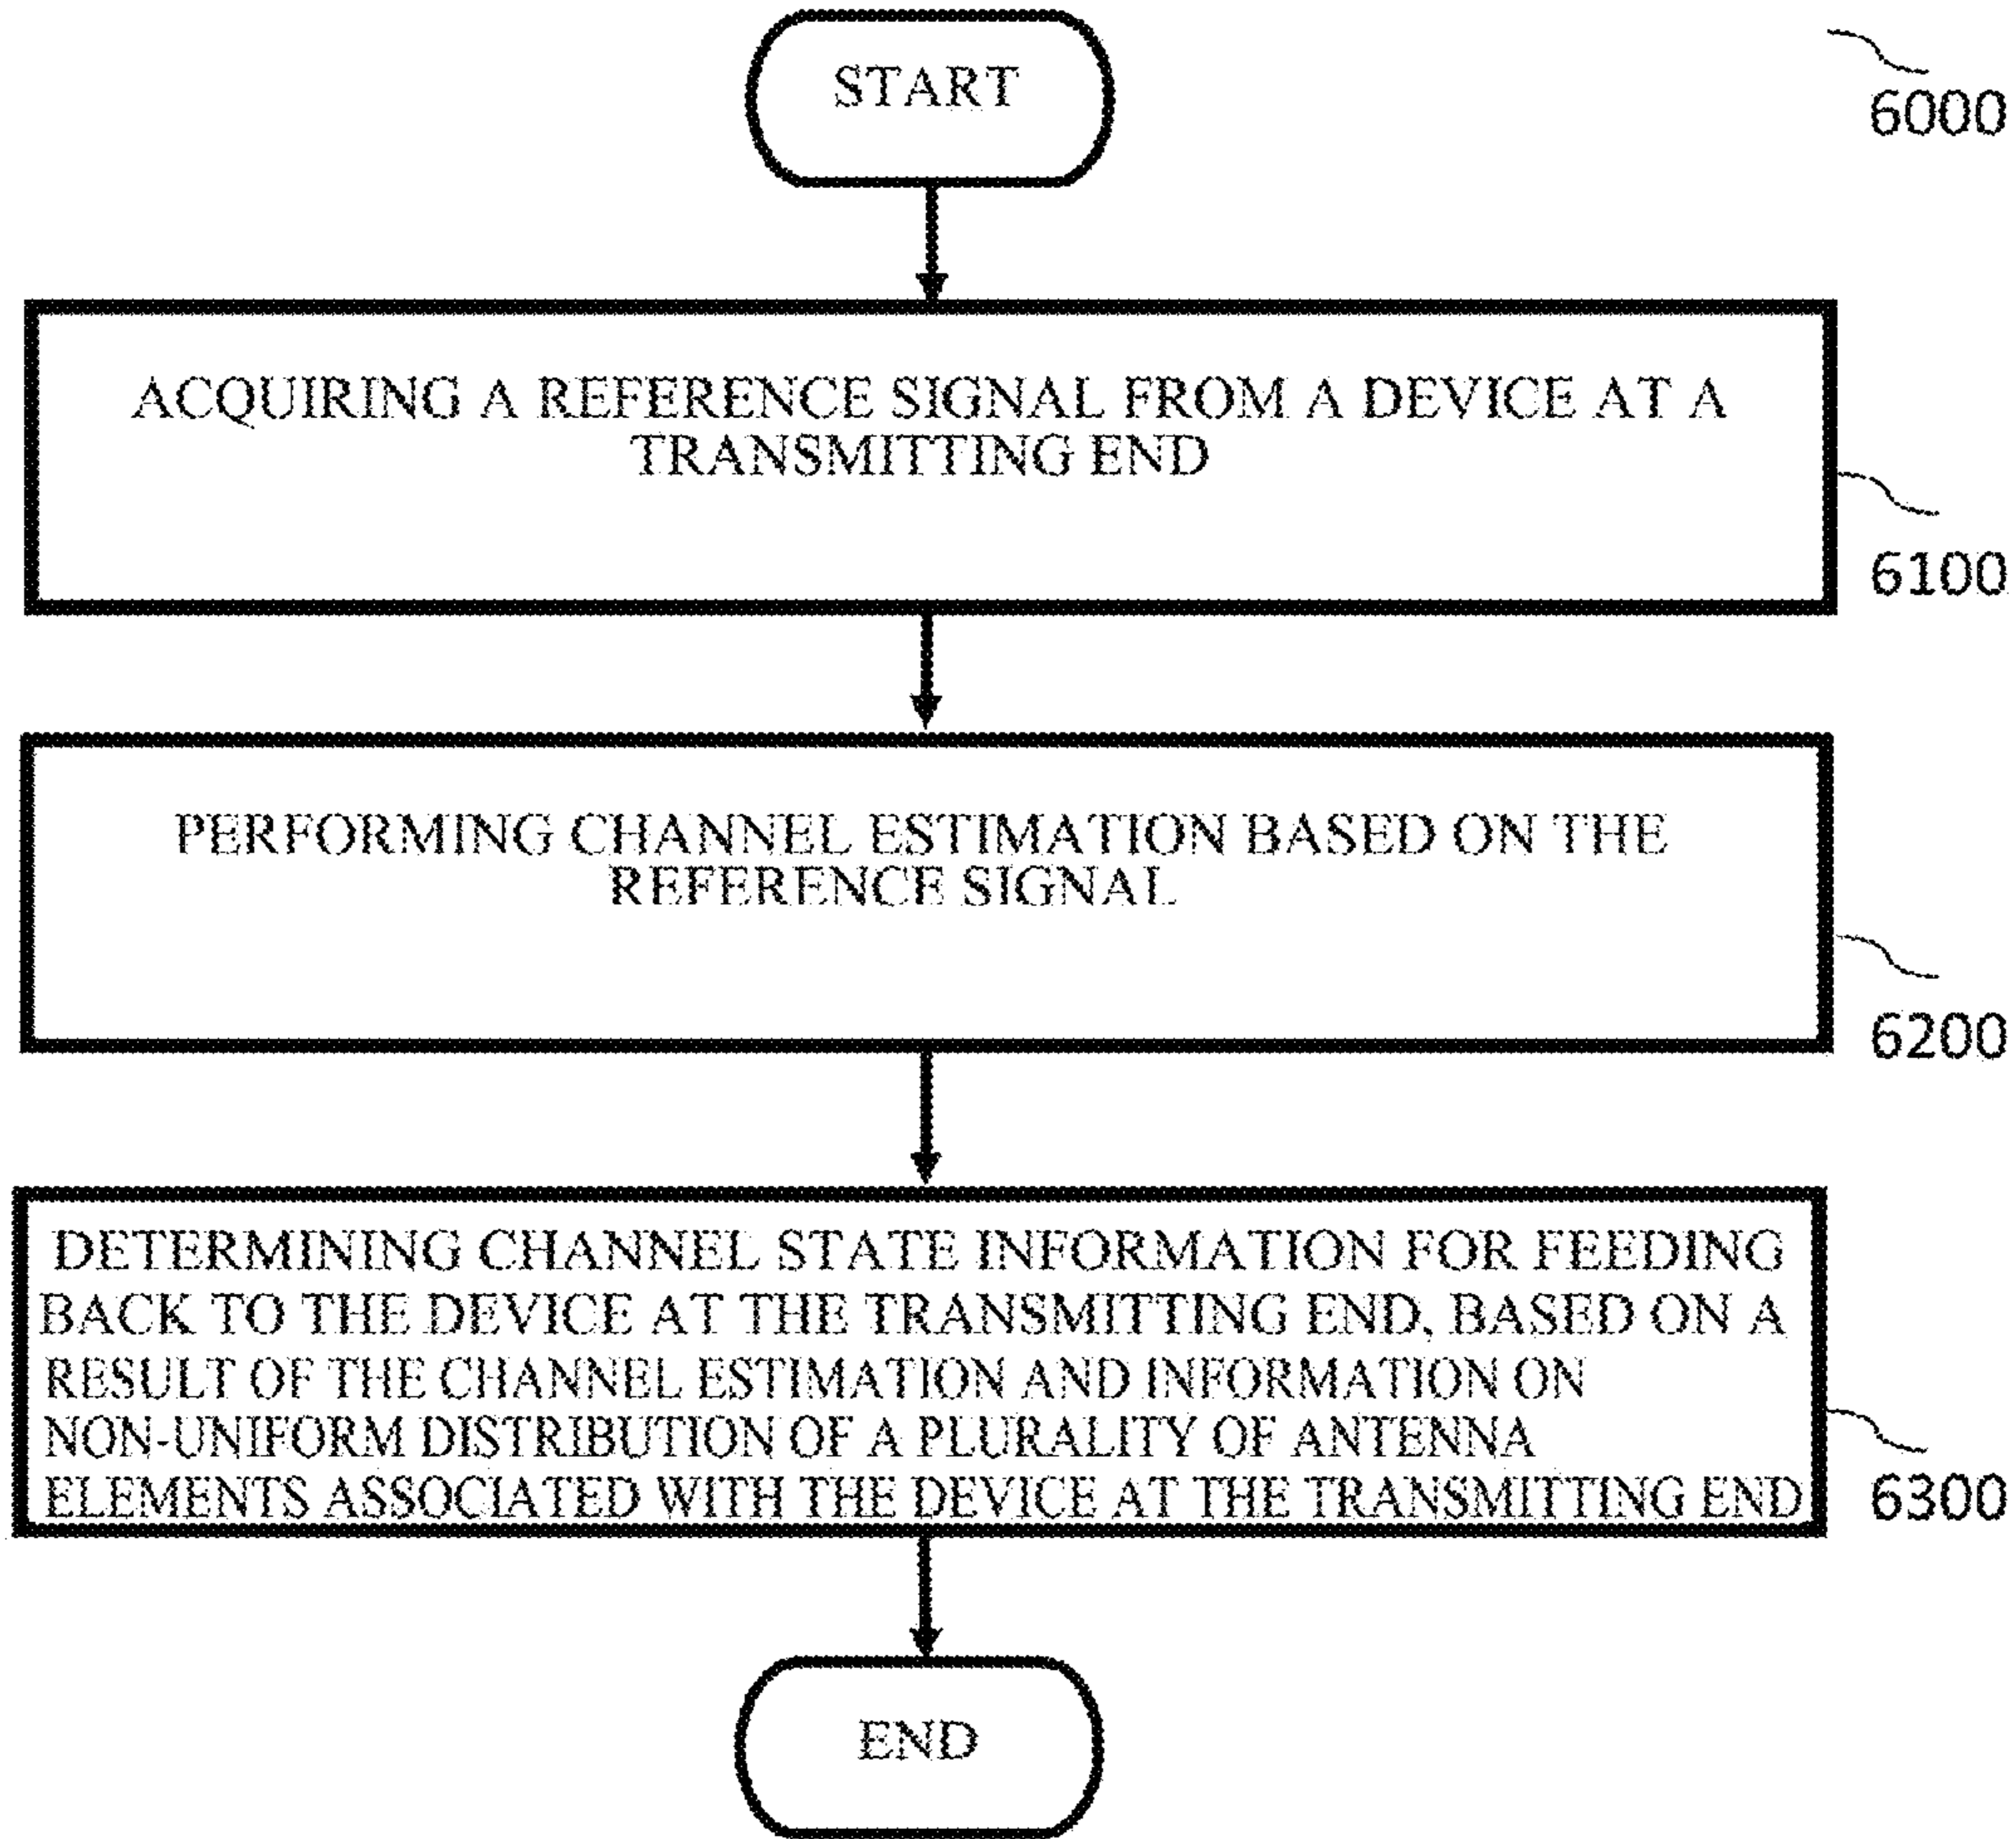 START
6000
ACQUIRING A REFERENCE SIGNAL FROM A DEVICE AT A
TRANSMITTING END
6100
PERFORMING CHANNEL ESTIMATION BASED ON THE
REFERENCE SIGNAL
6200
DETERMINING CHANNEL STATE INFORMATION FOR FEEDING
BACK TO THE DEVICE AT THE TRANSMITTING END, BASED ON A
RESULT OF THE CHANNEL ESTIMATION AND INFORMATION ON
NON-UNIFORM DISTRIBUTION OF A PLURALITY OF ANTENNA
ELEMENTS ASSOCIATED WITH THE DEVICE AT THE TRANSMITTING END
6300
END